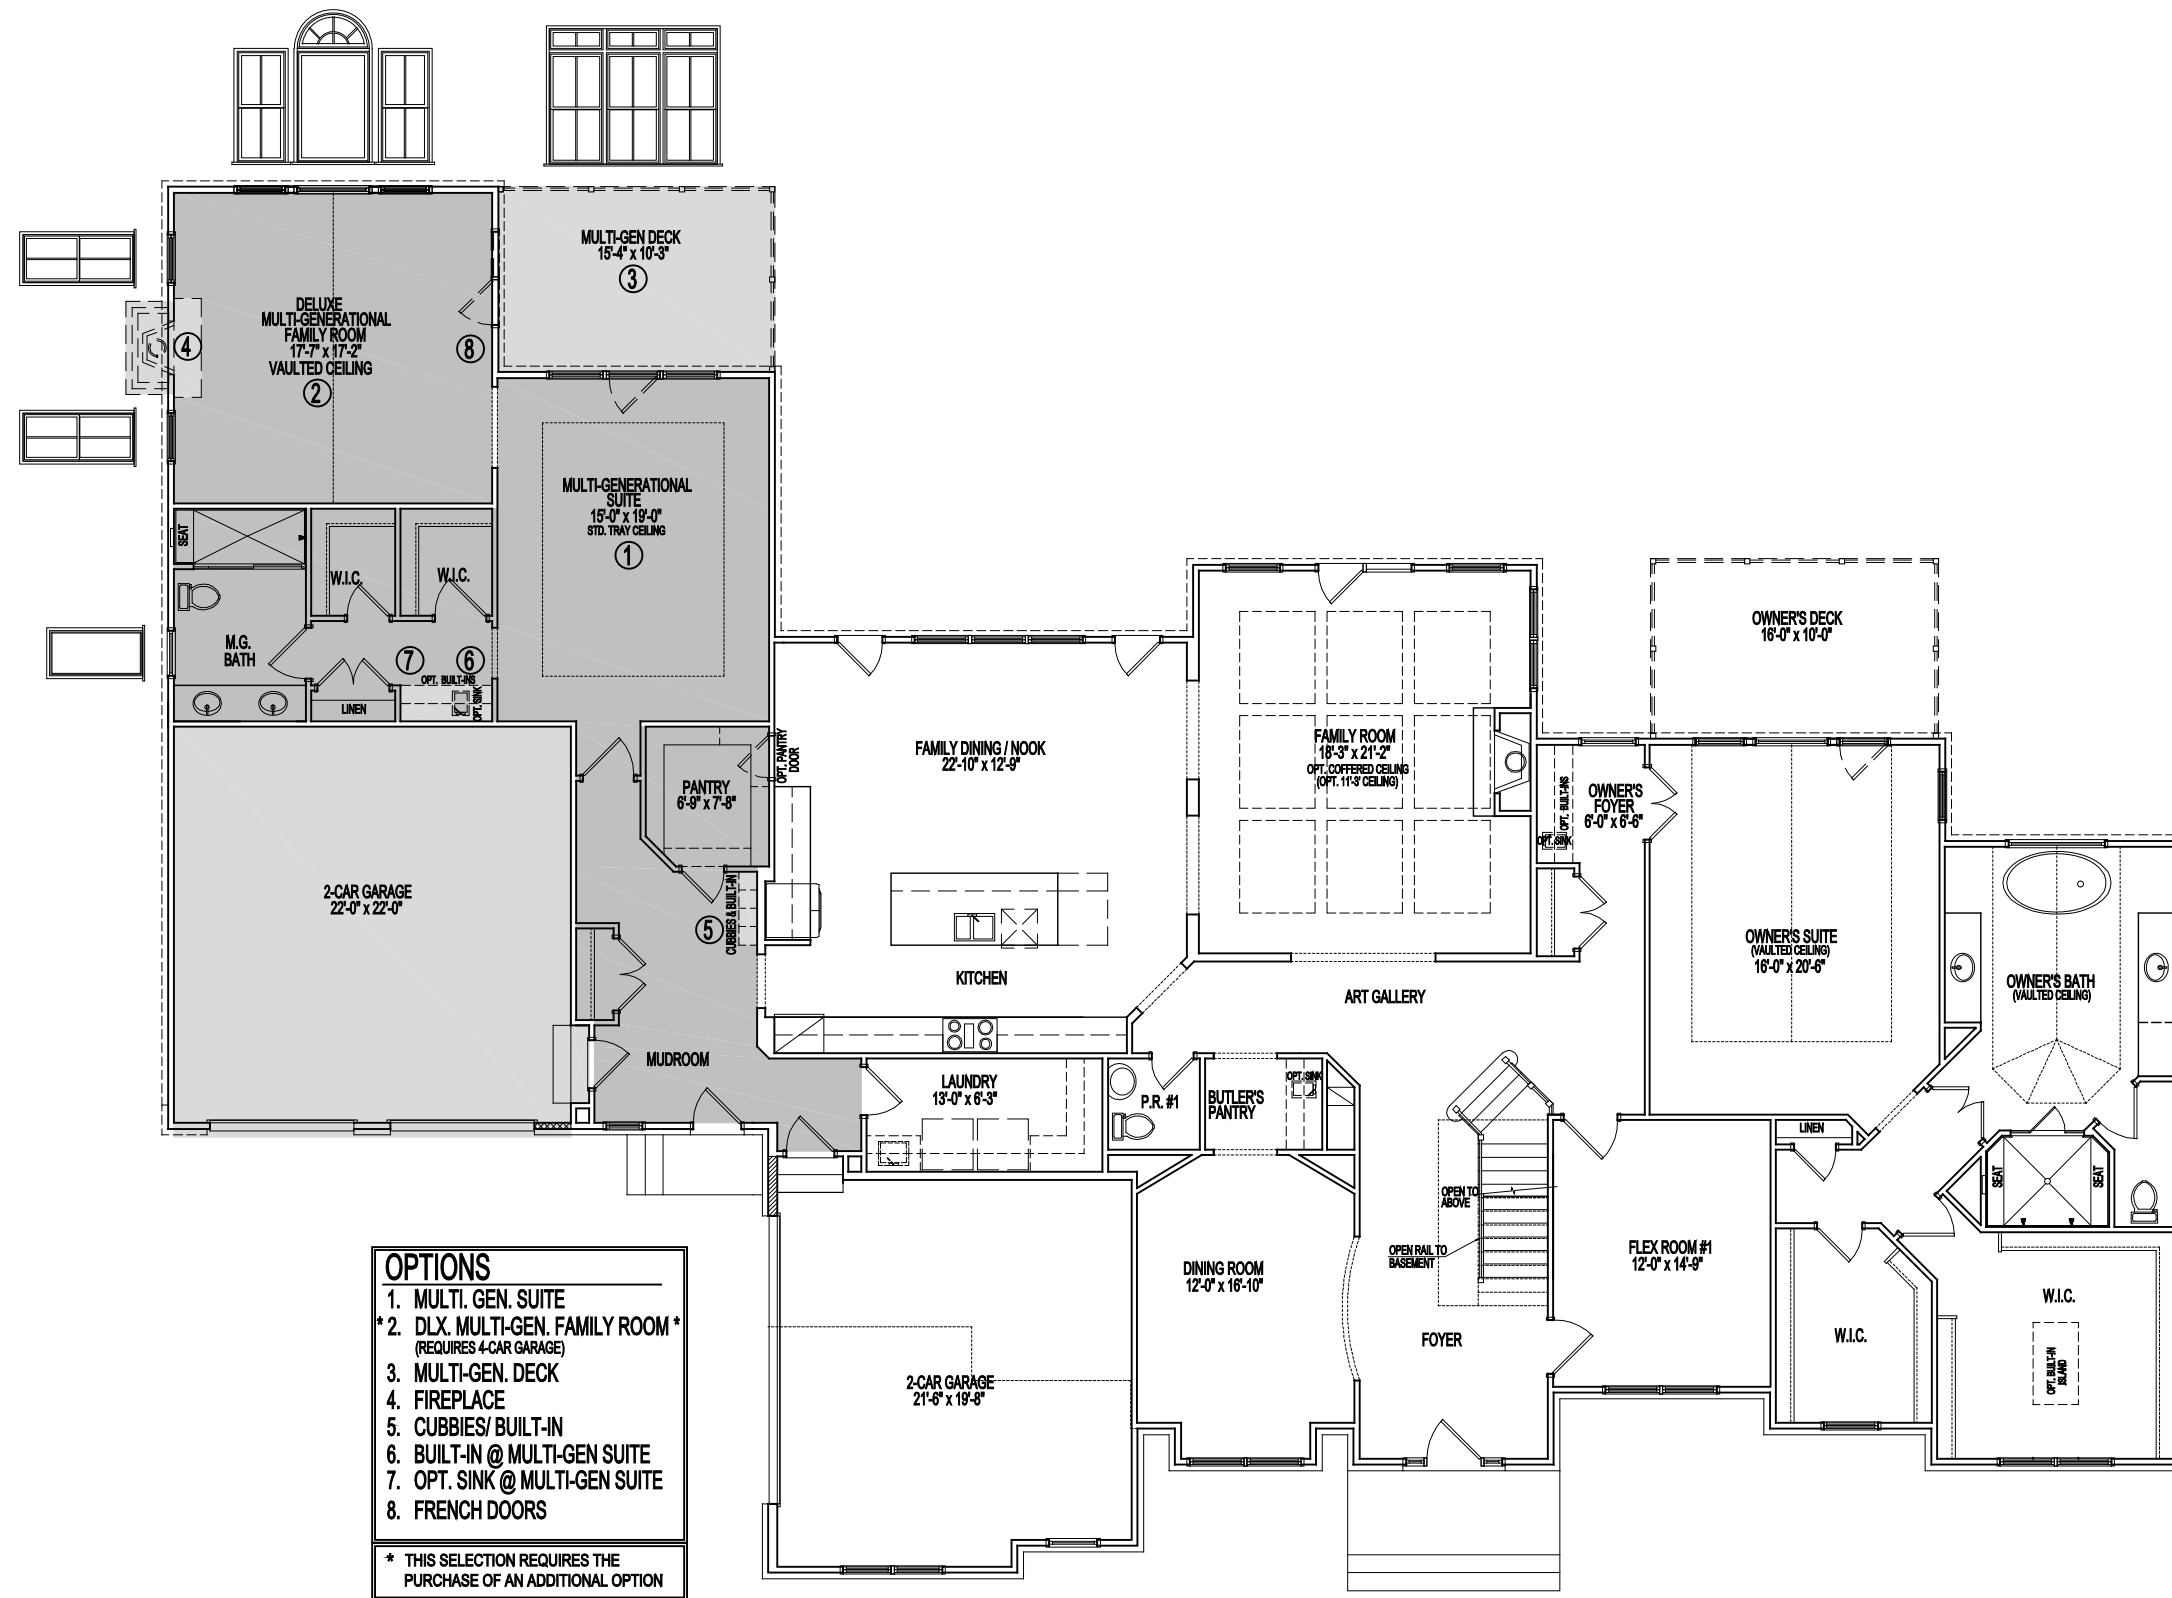 MULTI-GEN DECK
15'-4" x 10'-3"
3
DELUXE
MULTI-GENERATIONAL
FAMILY ROOM
17'-7" x 17'-2"
VAULTED CEILING
2
4
8
MULTI-GENERATIONAL
SUITE
15'-0" x 19'-0"
STD. TRAY CEILING
1
SEAT
W.I.C.
W.I.C.
M.G.
BATH
7
6
OPT. BUILT-INS
OPT. SINK
LINEN
OWNER'S DECK
16'-0" x 10'-0"
FAMILY DINING / NOOK
22'-10" x 12'-9"
FAMILY ROOM
18'-3" x 21'-2"
OPT. COFFERED CEILING
(OPT. 11'-3' CEILING)
OPT. PANTRY
DOOR
PANTRY
6'-9" x 7'-8"
OPT. BUILT-INS
OPT. SINK
OWNER'S
FOYER
6'-0" x 6'-6"
2-CAR GARAGE
22'-0" x 22'-0"
5
CUBBIES & BUILT-IN
KITCHEN
ART GALLERY
OWNER'S SUITE
(VAULTED CEILING)
16'-0" x 20'-6"
OWNER'S BATH
(VAULTED CEILING)
MUDROOM
LAUNDRY
13'-0" x 6'-3"
P.R. #1
BUTLER'S
PANTRY
OPT. SINK
LINEN
SEAT
SEAT
OPEN TO
ABOVE
OPEN RAIL TO
BASEMENT
DINING ROOM
12'-0" x 16'-10"
FLEX ROOM #1
12'-0" x 14'-9"
FOYER
W.I.C.
W.I.C.
OPT. BUILT-IN
ISLAND
2-CAR GARAGE
21'-6" x 19'-8"
OPTIONS
1. MULTI. GEN. SUITE
* 2. DLX. MULTI-GEN. FAMILY ROOM *
(REQUIRES 4-CAR GARAGE)
3. MULTI-GEN. DECK
4. FIREPLACE
5. CUBBIES/ BUILT-IN
6. BUILT-IN @ MULTI-GEN SUITE
7. OPT. SINK @ MULTI-GEN SUITE
8. FRENCH DOORS
* THIS SELECTION REQUIRES THE
PURCHASE OF AN ADDITIONAL OPTION